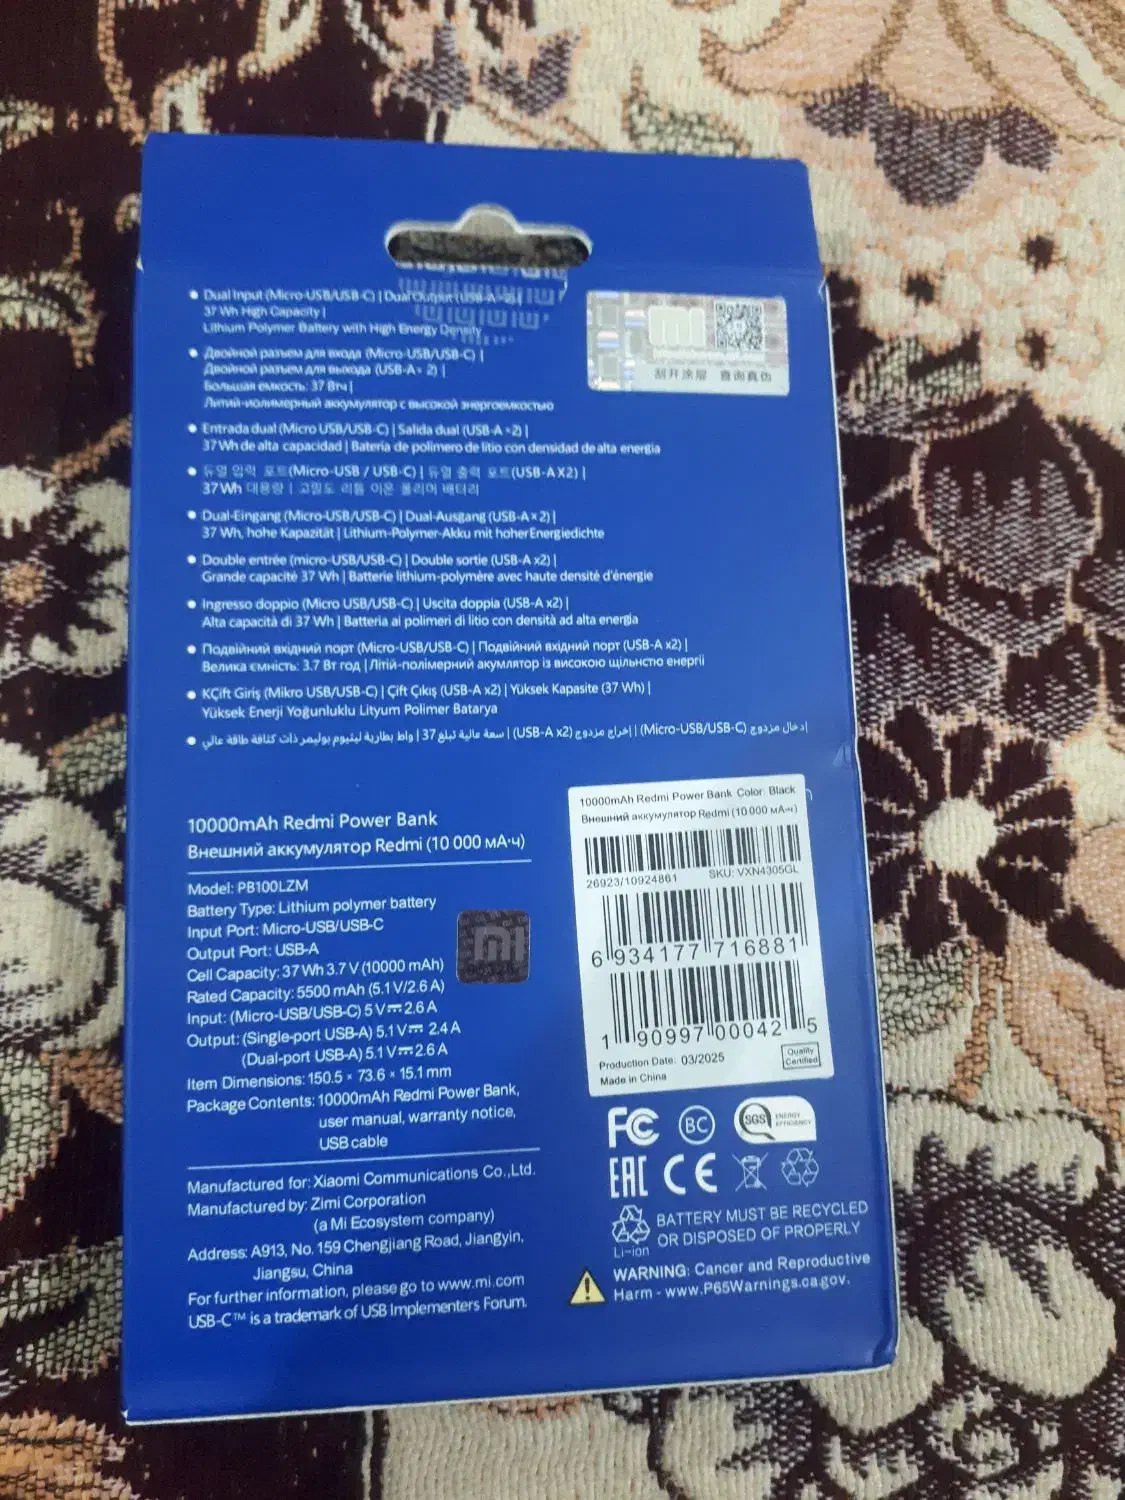 Dual Input (Micro-USB/USB-C) | Dual Output (USB-A × 2) |
37 Wh High Capacity |
Lithium Polymer Battery with High Energy Density
Двойной разъем для входа (Micro-USB/USB-C) |
Двойной разъем для выхода (USB-A × 2) |
Большая емкость: 37 Втч |
Литий-полимерный аккумулятор с высокой энергоемкостью
Entrada dual (Micro USB/USB-C) | Salida dual (USB-A ×2) |
37 Wh de alta capacidad | Batería de polímero de litio con densidad de alta energía
듀얼 입력 포트(Micro-USB / USB-C) | 듀얼 출력 포트(USB-A X2) |
37 Wh 대용량 | 고밀도 리튬 이온 폴리머 배터리
Dual-Eingang (Micro-USB/USB-C) | Dual-Ausgang (USB-A × 2) |
37 Wh, hohe Kapazität | Lithium-Polymer-Akku mit hoher Energiedichte
Double entrée (micro-USB/USB-C) | Double sortie (USB-A x2) |
Grande capacité 37 Wh | Batterie lithium-polymère avec haute densité d'énergie
Ingresso doppio (Micro USB/USB-C) | Uscita doppia (USB-A x2) |
Alta capacità di 37 Wh | Batteria ai polimeri di litio con densità ad alta energia
Подвійний вхідний порт (Micro-USB/USB-C) | Подвійний вхідний порт (USB-A x2) |
Велика ємність: 3.7 Вт год | Літій-полімерний акумлятор із високою щільнстю енергії
KÇift Giriş (Mikro USB/USB-C) | Çift Çıkış (USB-A x2) | Yüksek Kapasite (37 Wh) |
Yüksek Enerji Yoğunluklu Lityum Polimer Batarya
إدخال مزدوج (Micro-USB/USB-C) | إخراج مزدوج (USB-A x2) | سعة عالية تبلغ 37 | واط بطارية ليثيوم بوليمر ذات كثافة طاقة عالي
mi
刮开涂层 查询真伪
10000mAh Redmi Power Bank
Внешний аккумулятор Redmi (10 000 мА·ч)
Model: PB100LZM
Battery Type: Lithium polymer battery
Input Port: Micro-USB/USB-C
Output Port: USB-A
Cell Capacity: 37 Wh 3.7 V (10000 mAh)
Rated Capacity: 5500 mAh (5.1 V/2.6 A)
Input: (Micro-USB/USB-C) 5 V⎓2.6 A
Output: (Single-port USB-A) 5.1 V⎓ 2.4 A
(Dual-port USB-A) 5.1 V⎓2.6 A
Item Dimensions: 150.5 × 73.6 × 15.1 mm
Package Contents: 10000mAh Redmi Power Bank,
user manual, warranty notice,
USB cable
mi
Manufactured for: Xiaomi Communications Co.,Ltd.
Manufactured by: Zimi Corporation
(a Mi Ecosystem company)
Address: A913, No. 159 Chengjiang Road, Jiangyin,
Jiangsu, China
For further information, please go to www.mi.com
USB-C™ is a trademark of USB Implementers Forum.
10000mAh Redmi Power Bank Color: Black
Внешний аккумулятор Redmi (10 000 мА·ч)
26923/10924861 SKU: VXN4305GL
6 934177 716881
1 90997 00042 5
Production Date: 03/2025
Made in China
Quality
Certified
FC BC SGS ENERGY
EFFICIENCY
EAC CE
Li-ion
BATTERY MUST BE RECYCLED
OR DISPOSED OF PROPERLY
WARNING: Cancer and Reproductive
Harm - www.P65Warnings.ca.gov.